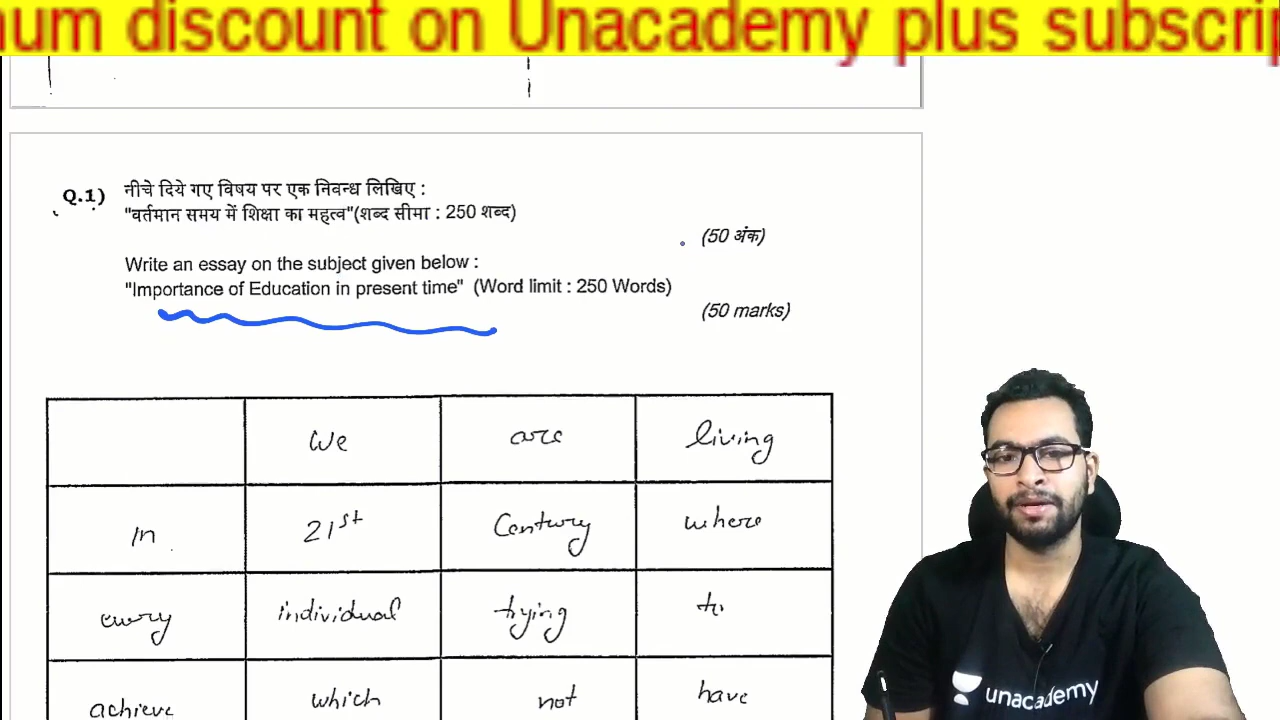 num discount on Unacademy plus subscrip
Q.1) नीचे दिये गए विषय पर एक निबन्ध लिखिए :
"वर्तमान समय में शिक्षा का महत्व"(शब्द सीमा : 250 शब्द)
(50 अंक)
Write an essay on the subject given below :
"Importance of Education in present time" (Word limit : 250 Words)
(50 marks)
We are living
In 21st Century where
every individual trying to
achieve which not have
unacademy